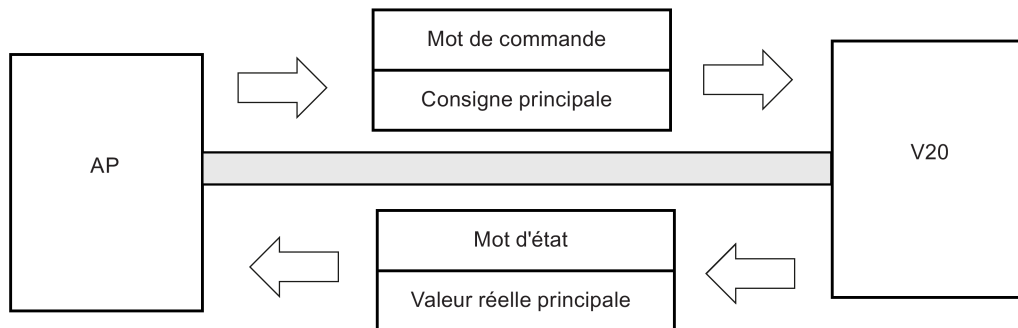 Mot de commande
Consigne principale
AP
V20
Mot d'état
Valeur réelle principale